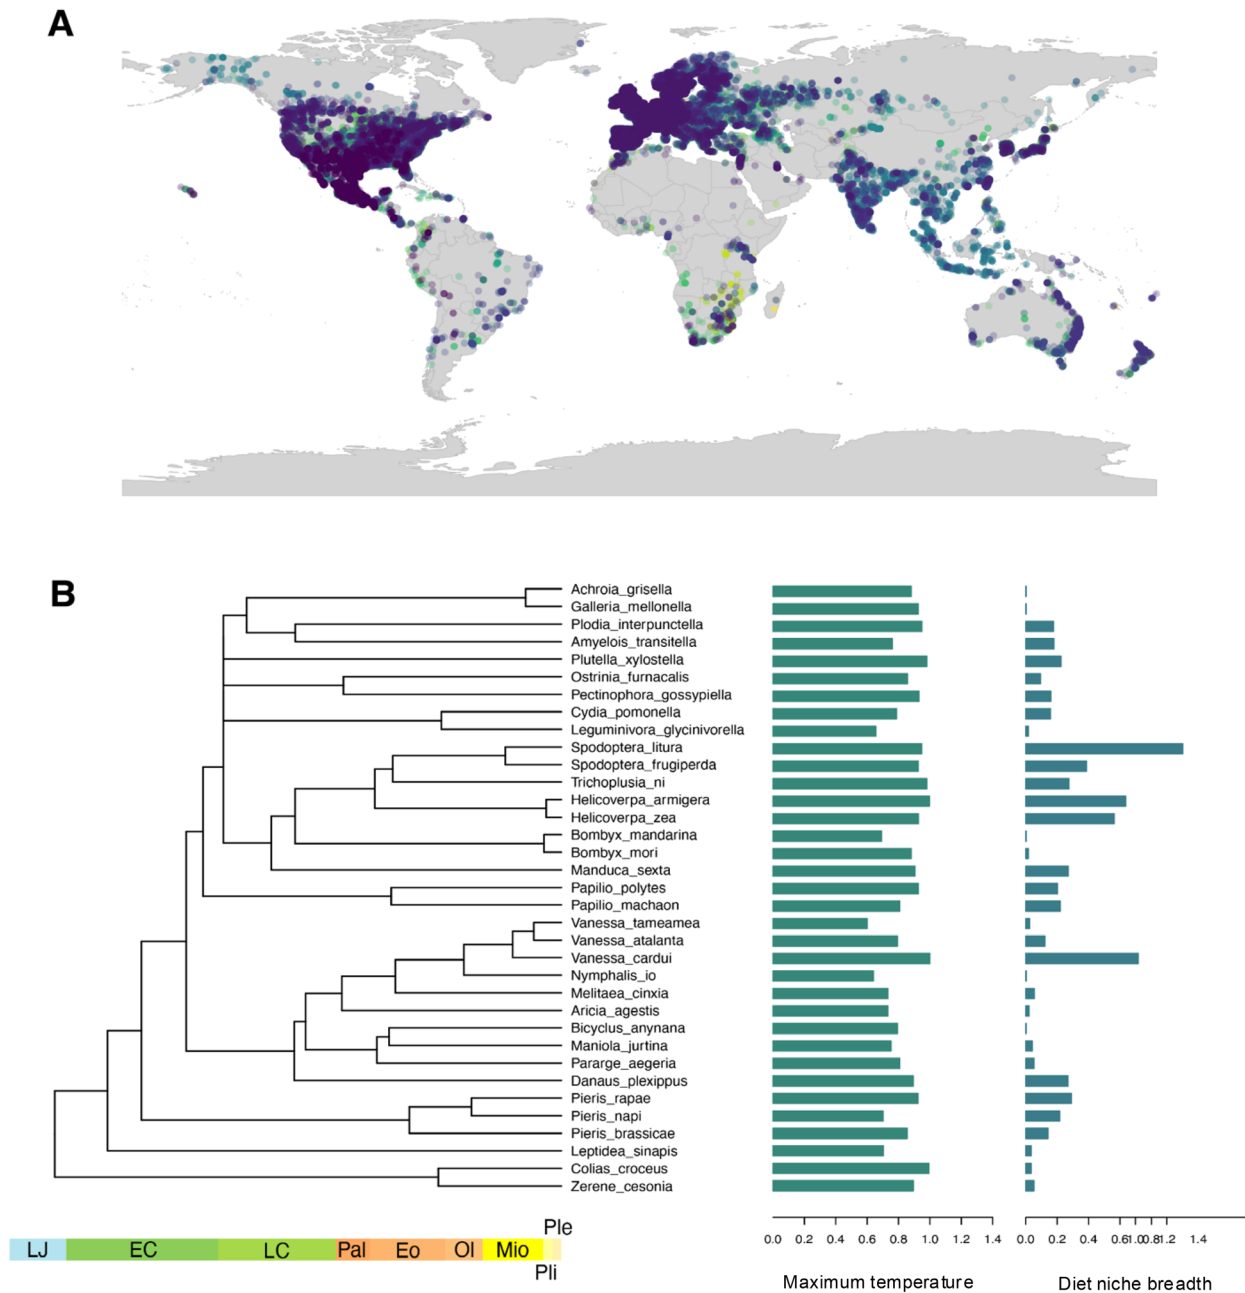 A
B
Achroia_grisella
Galleria_mellonella
Plodia_interpunctella
Amyelois_transitella
Plutella_xylostella
Ostrinia_furnacalis
Pectinophora_gossypiella
Cydia_pomonella
Leguminivora_glycinivorella
Spodoptera_litura
Spodoptera_frugiperda
Trichoplusia_ni
Helicoverpa_armigera
Helicoverpa_zea
Bombyx_mandarina
Bombyx_mori
Manduca_sexta
Papilio_polytes
Papilio_machaon
Vanessa_tameamea
Vanessa_atalanta
Vanessa_cardui
Nymphalis_io
Melitaea_cinxia
Aricia_agestis
Bicyclus_anynana
Maniola_jurtina
Pararge_aegeria
Danaus_plexippus
Pieris_rapae
Pieris_napi
Pieris_brassicae
Leptidea_sinapis
Colias_croceus
Zerene_cesonia
Ple
LJ EC LC Pal Eo Ol Mio
Pli
0.0 0.2 0.4 0.6 0.8 1.0 1.2 1.4
0.0 0.2 0.4 0.6 1.0 0.8 1.2 1.4
Maximum temperature
Diet niche breadth